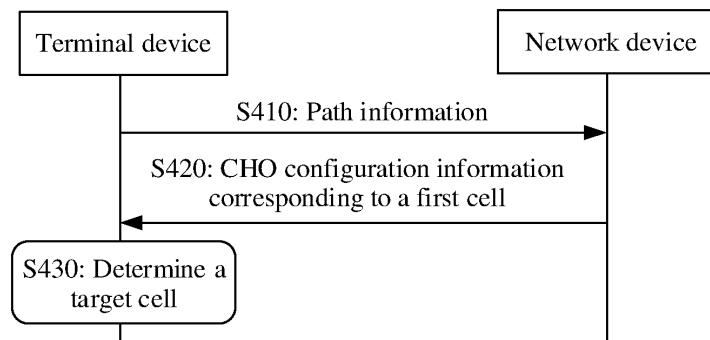 Terminal device
Network device
S410: Path information
S420: CHO configuration information
corresponding to a first cell
S430: Determine a
target cell